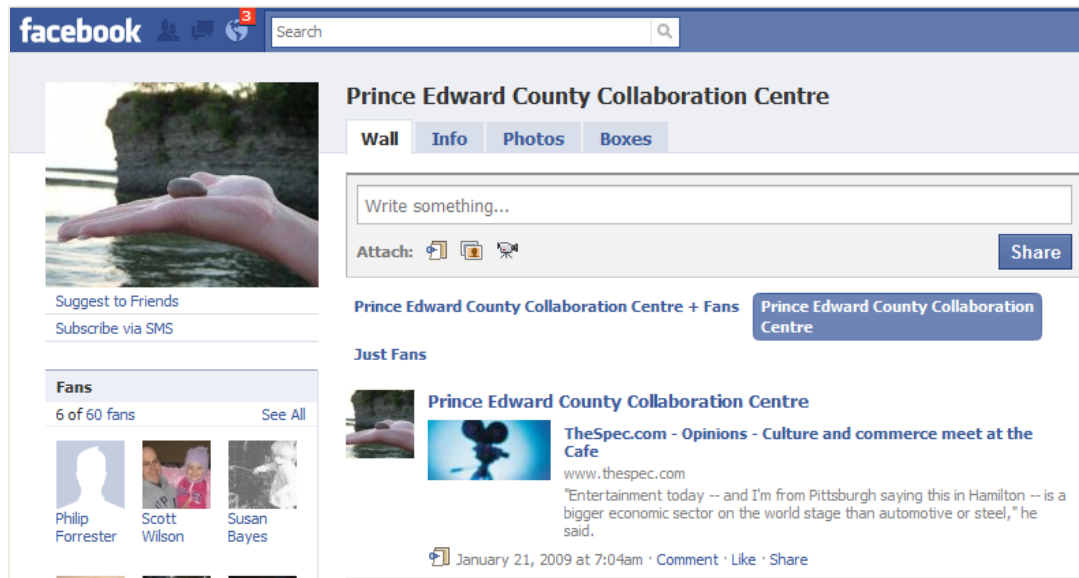 facebook
3
Search
Prince Edward County Collaboration Centre
Wall Info Photos Boxes
Write something...
Attach:
Share
Suggest to Friends
Subscribe via SMS
Prince Edward County Collaboration Centre + Fans
Prince Edward County Collaboration
Centre
Just Fans
Fans
6 of 60 fans See All
Philip
Forrester
Scott
Wilson
Susan
Bayes
Prince Edward County Collaboration Centre
TheSpec.com - Opinions - Culture and commerce meet at the
Cafe
www.thespec.com
"Entertainment today -- and I'm from Pittsburgh saying this in Hamilton -- is a
bigger economic sector on the world stage than automotive or steel," he
said.
January 21, 2009 at 7:04am · Comment · Like · Share